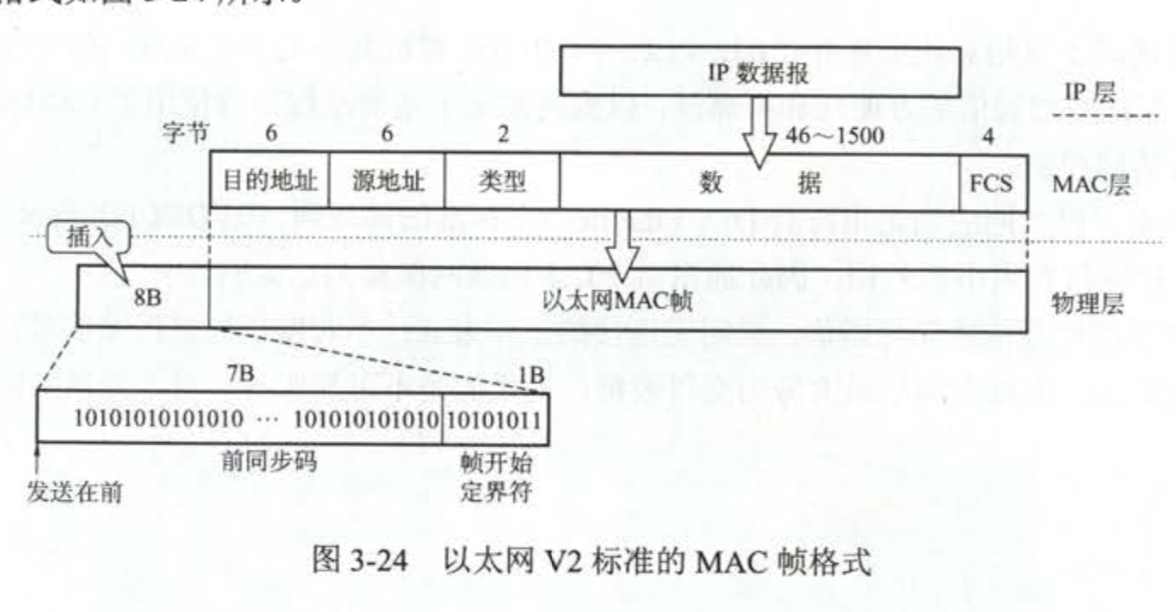 IP 数据报
IP 层
字节 6 6 2 46～1500 4
目的地址 源地址 类型 数 据 FCS MAC层
插入
8B 以太网MAC帧 物理层
7B 1B
10101010101010 … 101010101010 10101011
前同步码 帧开始
定界符
发送在前
图 3-24 以太网 V2 标准的 MAC 帧格式